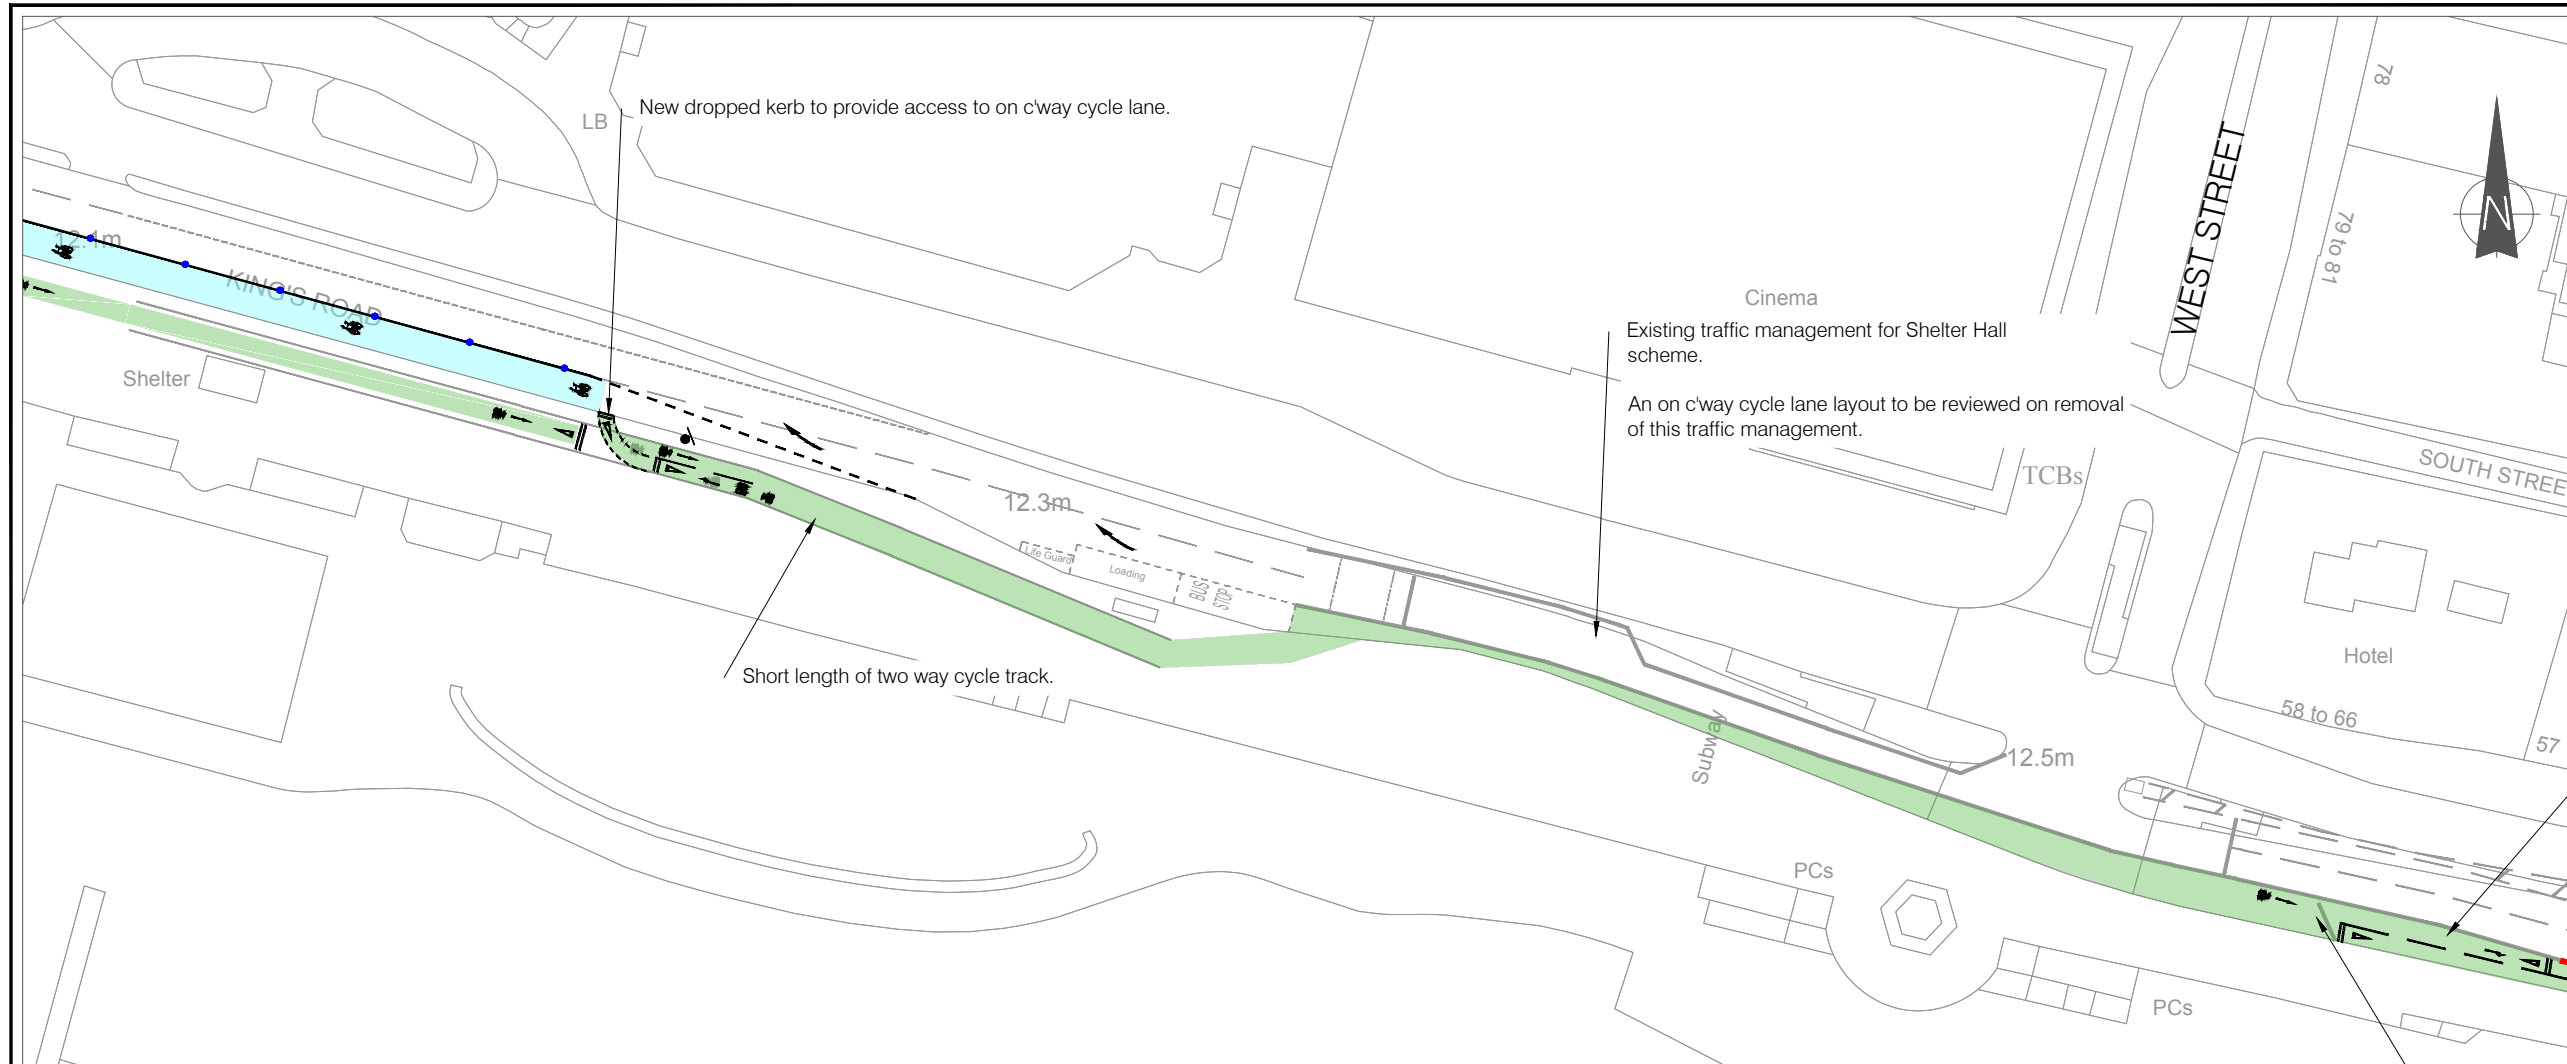 New dropped kerb to provide access to on c'way cycle lane.
LB
78
WEST STREET
79 to 81
N
12.1m
KING'S ROAD
Cinema
Existing traffic management for Shelter Hall
scheme.
An on c'way cycle lane layout to be reviewed on removal
of this traffic management.
Shelter
TCBs
SOUTH STREE
12.3m
Life Guard
Loading
BUS
STOP
Hotel
Short length of two way cycle track.
58 to 66
57
Subway
12.5m
PCs
PCs